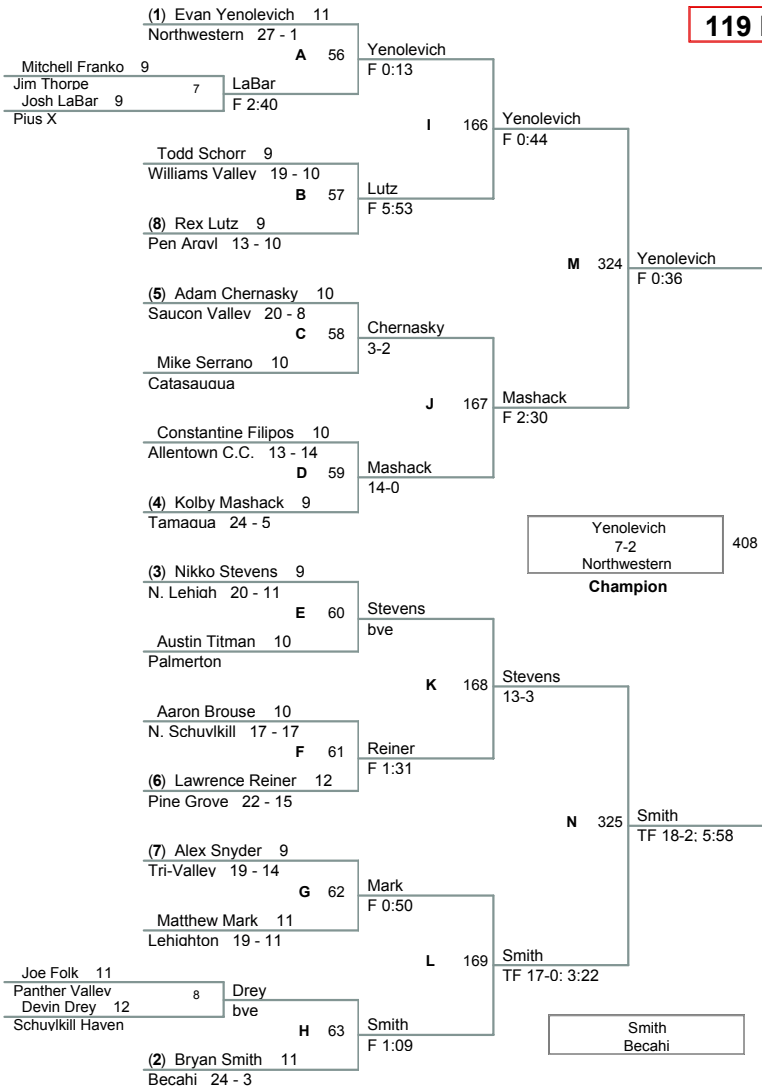 (1) Evan Yenolevich 11
119
Northwestern 27 - 1
A 56
Yenolevich
F 0:13
Mitchell Franko 9
Jim Thorpe
7
LaBar
F 2:40
Josh LaBar 9
Pius X
I 166
Yenolevich
F 0:44
Todd Schorr 9
Williams Valley 19 - 10
B 57
Lutz
F 5:53
(8) Rex Lutz 9
Pen Argyl 13 - 10
M 324
Yenolevich
F 0:36
(5) Adam Chernasky 10
Saucon Valley 20 - 8
C 58
Chernasky
3-2
Mike Serrano 10
Catasauqua
J 167
Mashack
F 2:30
Constantine Filipos 10
Allentown C.C. 13 - 14
D 59
Mashack
14-0
(4) Kolby Mashack 9
Tamaqua 24 - 5
Yenolevich
7-2
Northwestern
408
Champion
(3) Nikko Stevens 9
N. Lehigh 20 - 11
E 60
Stevens
bye
Austin Titman 10
Palmerton
K 168
Stevens
13-3
Aaron Brouse 10
N. Schuylkill 17 - 17
F 61
Reiner
F 1:31
(6) Lawrence Reiner 12
Pine Grove 22 - 15
N 325
Smith
TF 18-2; 5:58
(7) Alex Snyder 9
Tri-Valley 19 - 14
G 62
Mark
F 0:50
Matthew Mark 11
Lehighton 19 - 11
L 169
Smith
TF 17-0; 3:22
Joe Folk 11
Panther Valley
8
Drey
bye
Devin Drey 12
Schuylkill Haven
H 63
Smith
F 1:09
(2) Bryan Smith 11
Becahi 24 - 3
Smith
Becahi